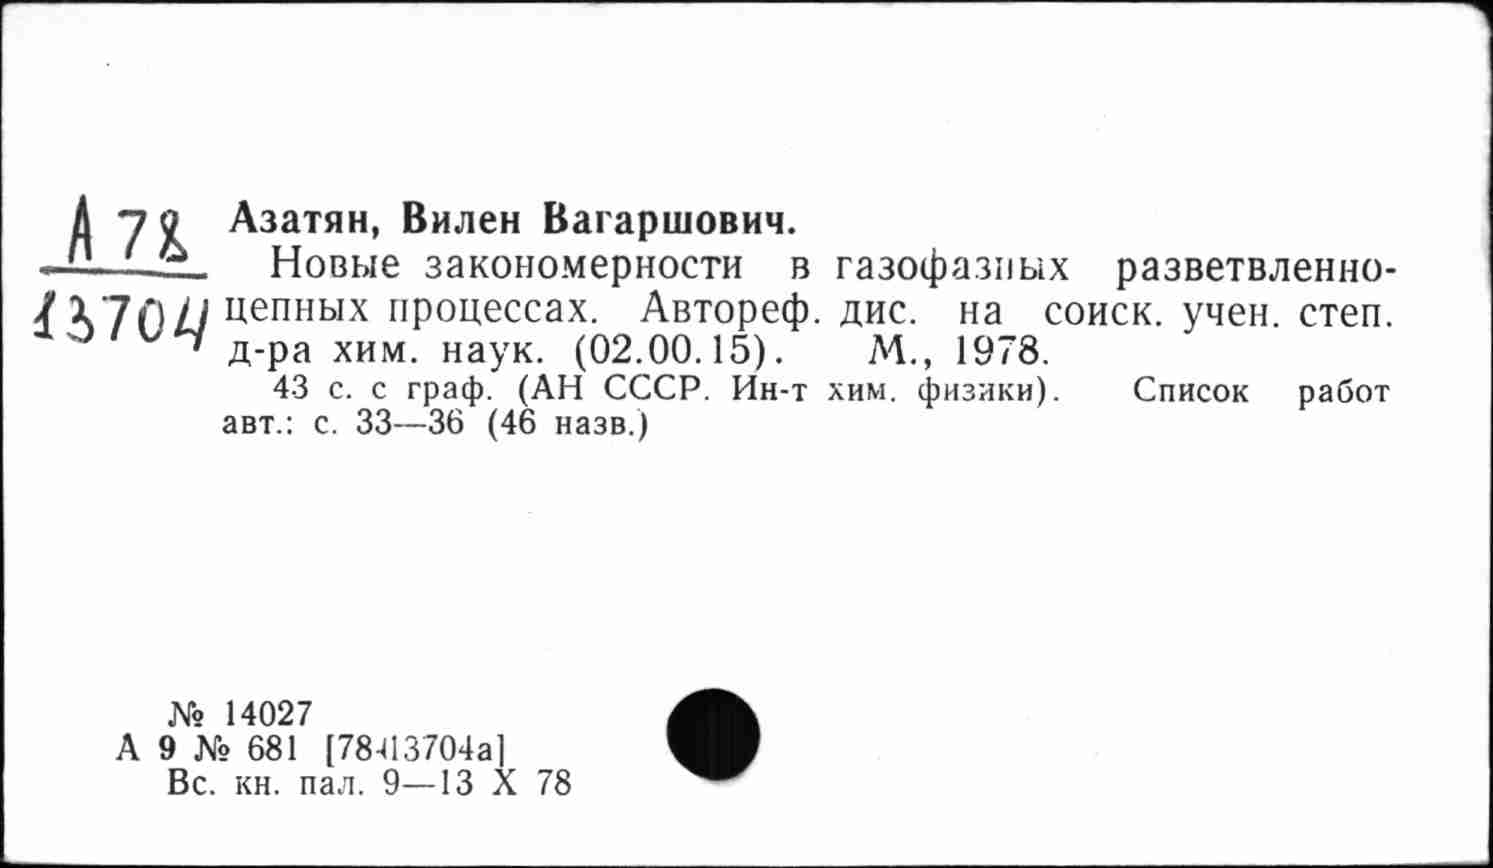 А 78
13704
Азатян, Вилен Вагаршович.
Новые закономерности в газофазных разветвленно-
цепных процессах. Автореф. дис. на соиск. учен. степ.
д-ра хим. наук. (02.00.15). М., 1978.
43 с. с граф. (АН СССР. Ин-т хим. физики). Список работ
авт.: с. 33—36 (46 назв.)
№ 14027
А 9 № 681 [78-13704а]
Вс. кн. пал. 9—13 X 78